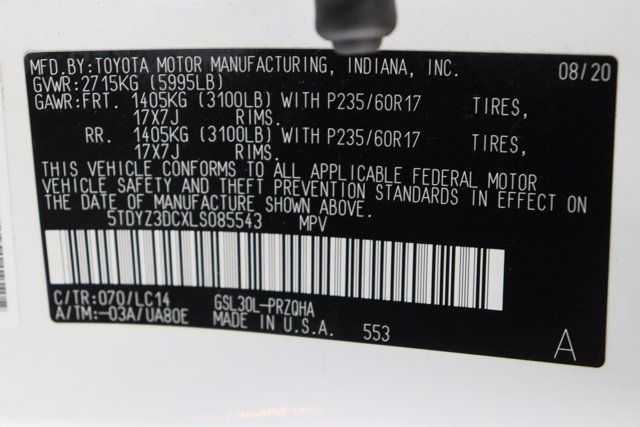 MFD.BY:TOYOTA MOTOR MANUFACTURING, INDIANA, INC. 08/20
GVWR:2715KG (5995LB)
GAWR:FRT. 1405KG (3100LB) WITH P235/60R17 TIRES,
17X7J RIMS.
RR. 1405KG (3100LB) WITH P235/60R17 TIRES,
17X7J RIMS.
THIS VEHICLE CONFORMS TO ALL APPLICABLE FEDERAL MOTOR
VEHICLE SAFETY AND THEFT PREVENTION STANDARDS IN EFFECT ON
THE DATE OF MANUFACTURE SHOWN ABOVE.
5TDYZ3DCXLS085543 MPV
C/TR:070/LC14 GSL30L-PRZQHA
A/TM:-03A/UA80E MADE IN U.S.A. 553 A